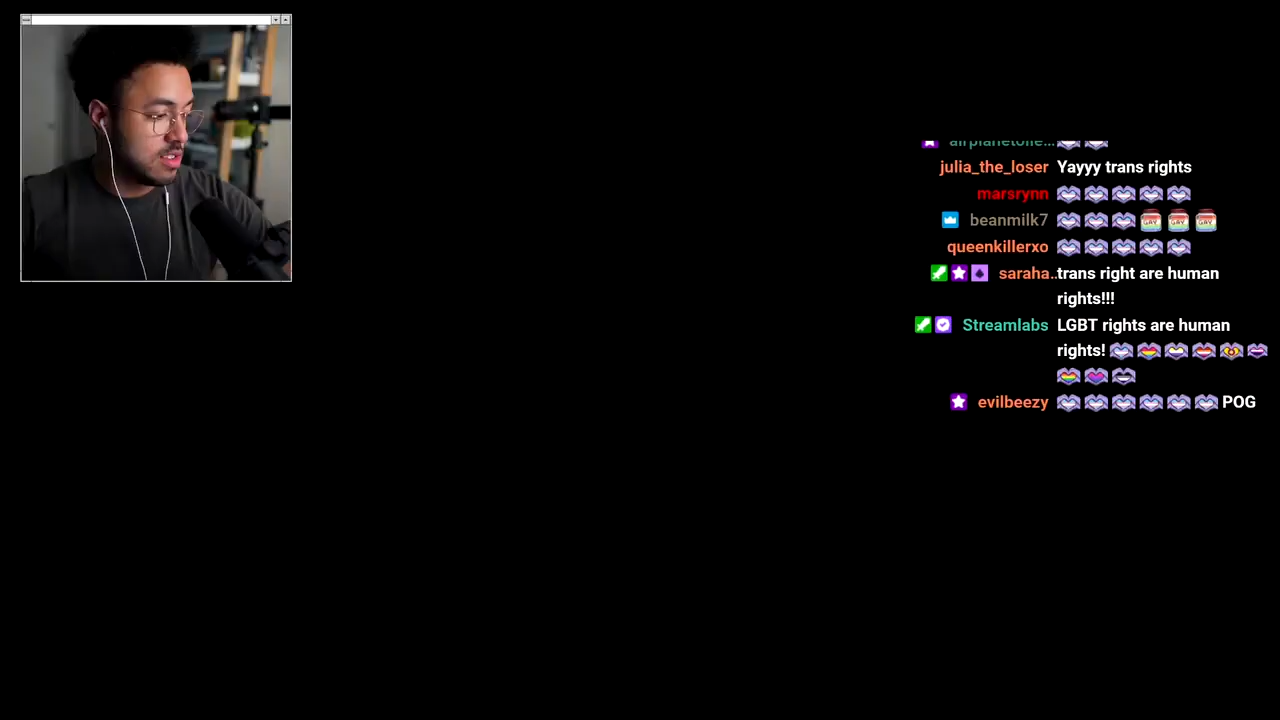 julia_the_loser Yayyy trans rights
marsrynn
beanmilk7
queenkillerxo
saraha.. trans right are human
rights!!!
Streamlabs LGBT rights are human
rights!
evilbeezy POG